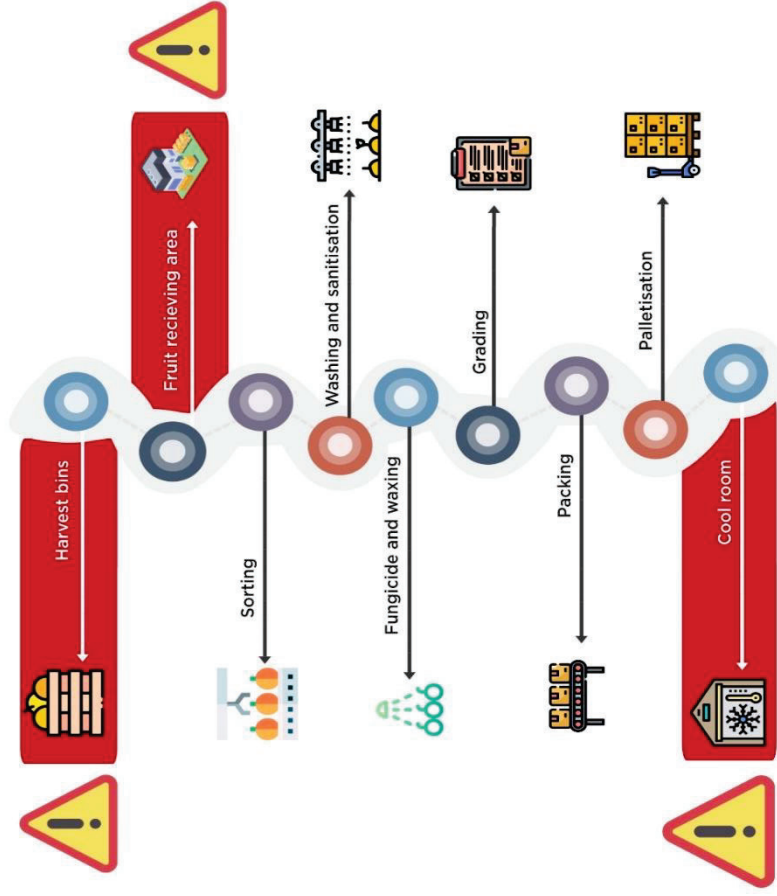 Harvest bins
Fruit recieving area
Sorting
Washing and sanitisation
Fungicide and waxing
Grading
Packing
Palletisation
Cool room